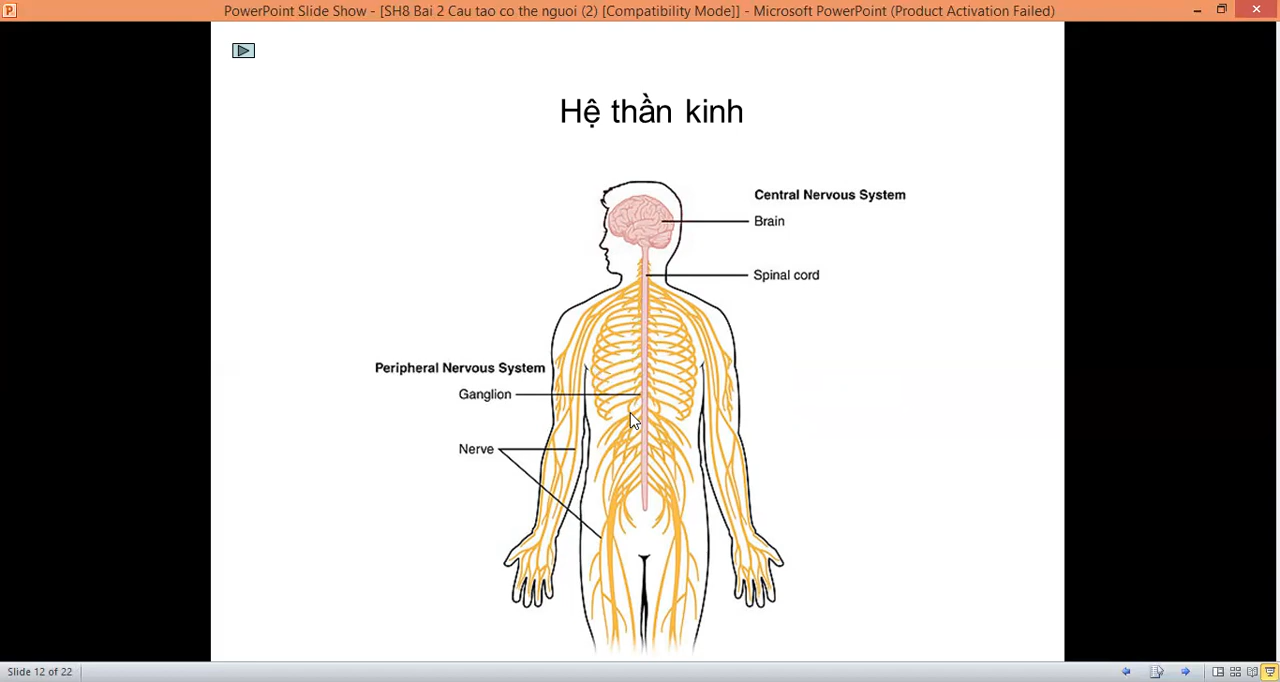 PowerPoint Slide Show - [SH8 Bai 2 Cau tao co the nguoi (2) [Compatibility Mode]] - Microsoft PowerPoint (Product Activation Failed)
Hệ thần kinh
Central Nervous System
Brain
Spinal cord
Peripheral Nervous System
Ganglion
Nerve
Slide 12 of 22